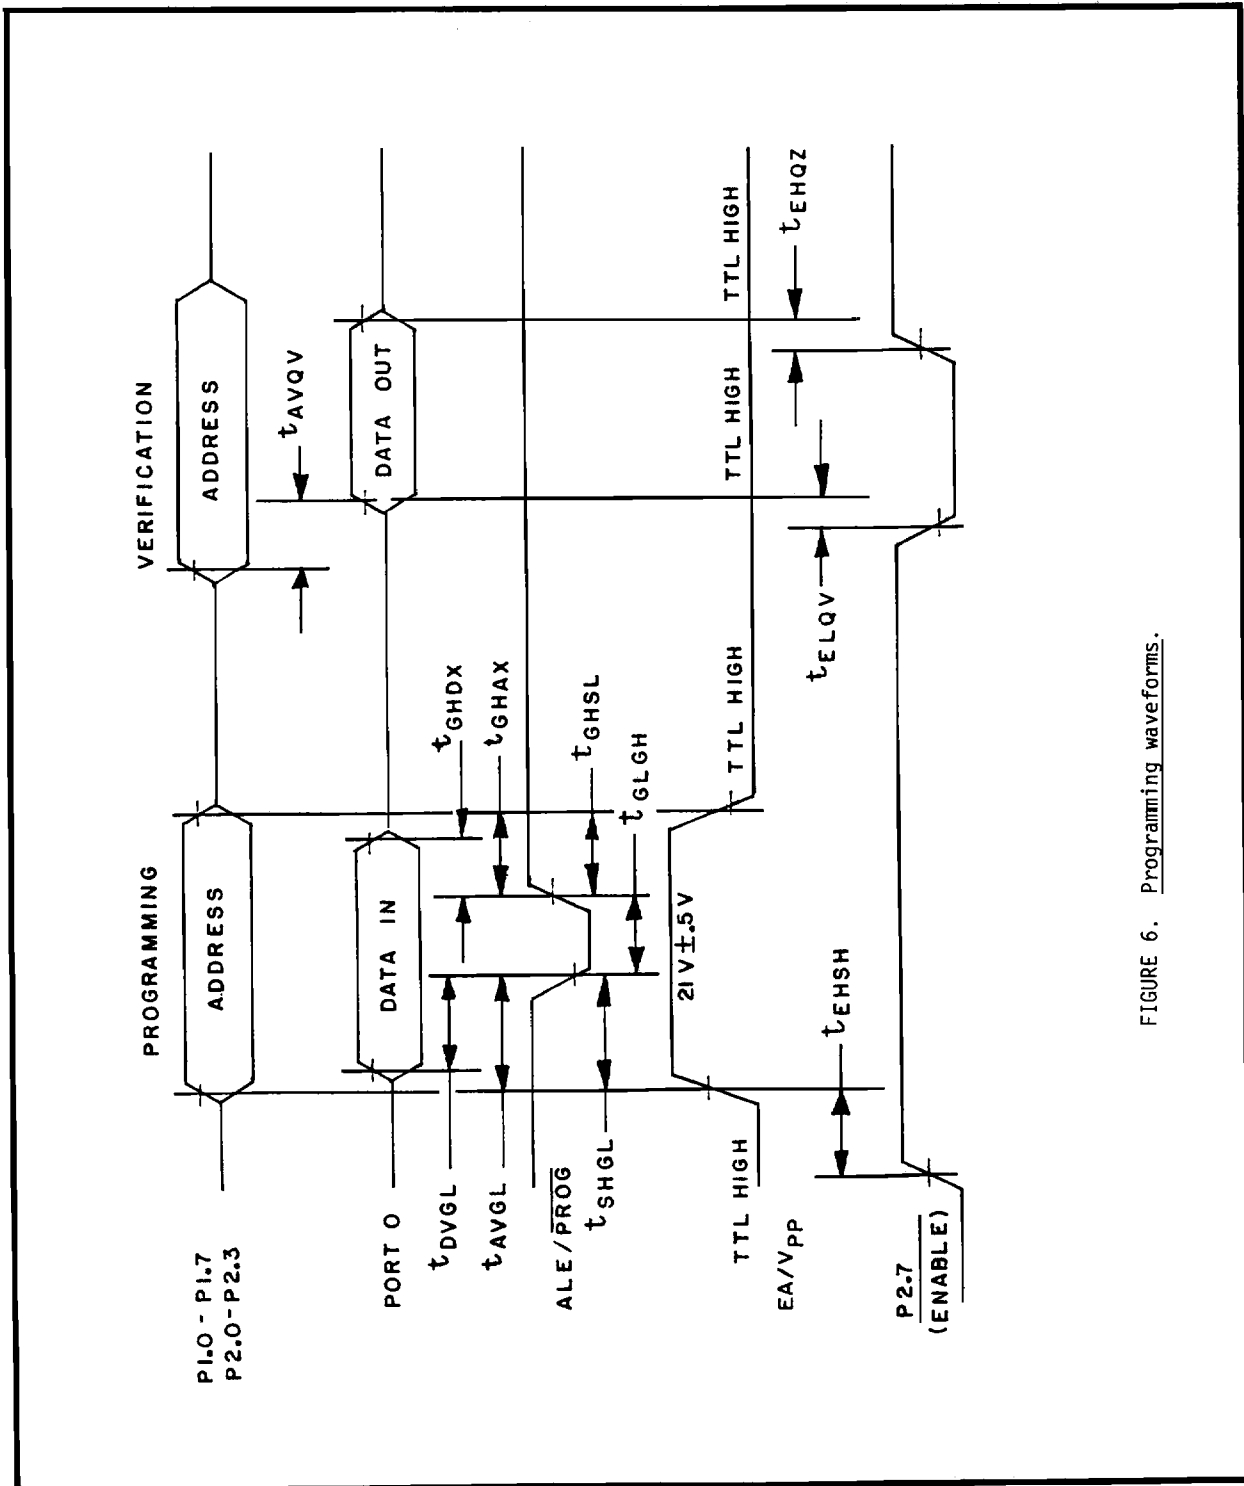 PROGRAMMING
VERIFICATION
P1.0 - P1.7
P2.0 - P2.3
ADDRESS
ADDRESS
tAVQV
PORT 0
DATA IN
DATA OUT
tDVGL
tGHDX
tAVGL
tGHAX
ALE/PROG
tSHGL
tGHSL
tGLGH
TTL HIGH
21V ±.5V
TTL HIGH
TTL HIGH
TTL HIGH
EA/VPP
tEHSH
tELQV
tEHQZ
P2.7
(ENABLE)
FIGURE 6. Programming waveforms.